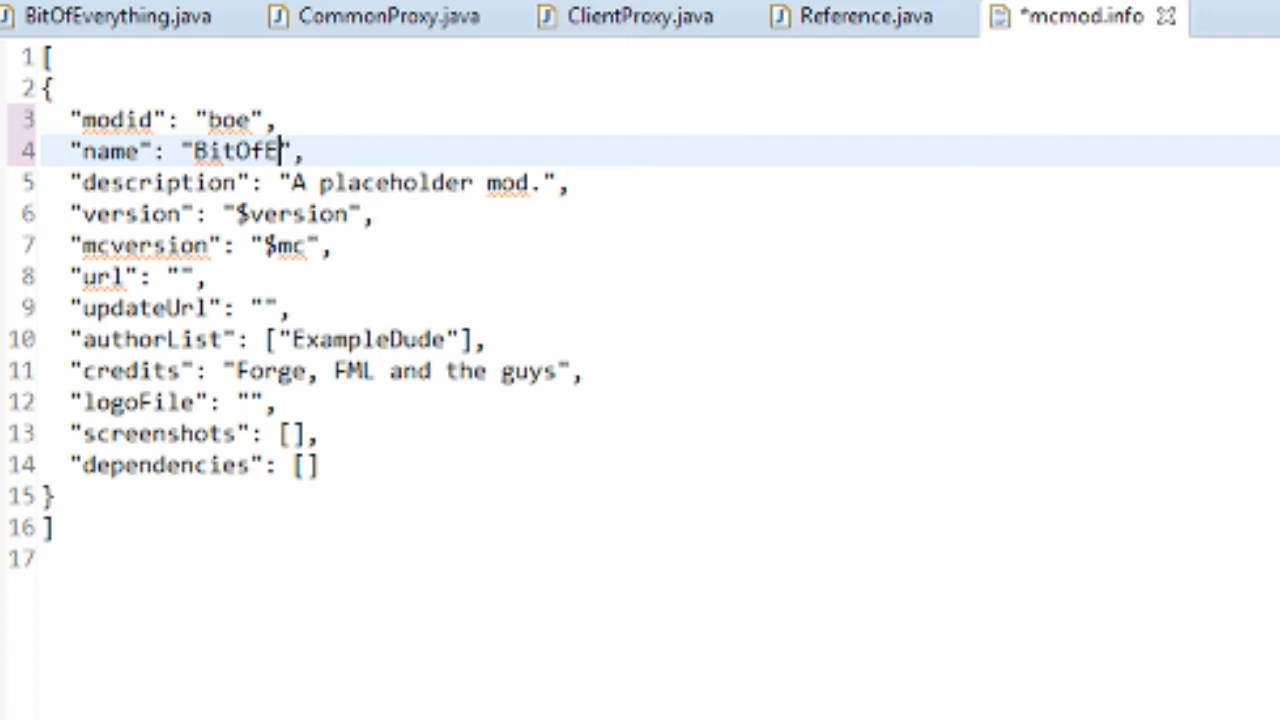 BitOfEverything.java CommonProxy.java ClientProxy.java Reference.java *mcmod.info
1 [
2 {
3 "modid": "boe",
4 "name": "BitOfE",
5 "description": "A placeholder mod.",
6 "version": "$version",
7 "mcversion": "$mc",
8 "url": "",
9 "updateUrl": "",
10 "authorList": ["ExampleDude"],
11 "credits": "Forge, FML and the guys",
12 "logoFile": "",
13 "screenshots": [],
14 "dependencies": []
15 }
16 ]
17